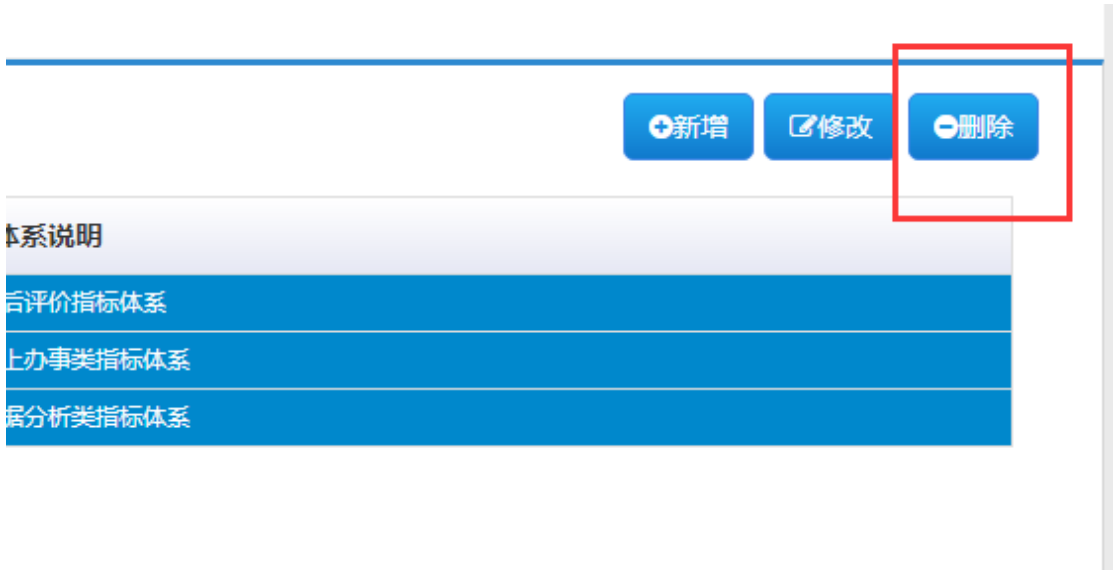 新增 修改 删除
体系说明
后评价指标体系
上办事类指标体系
据分析类指标体系